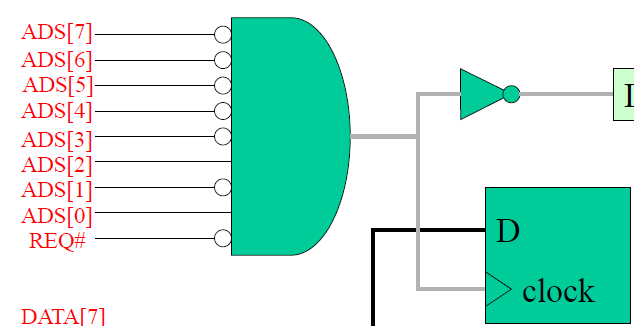 ADS[7]
ADS[6]
ADS[5]
ADS[4]
ADS[3]
ADS[2]
ADS[1]
ADS[0]
REQ#
D
clock
DATA[7]